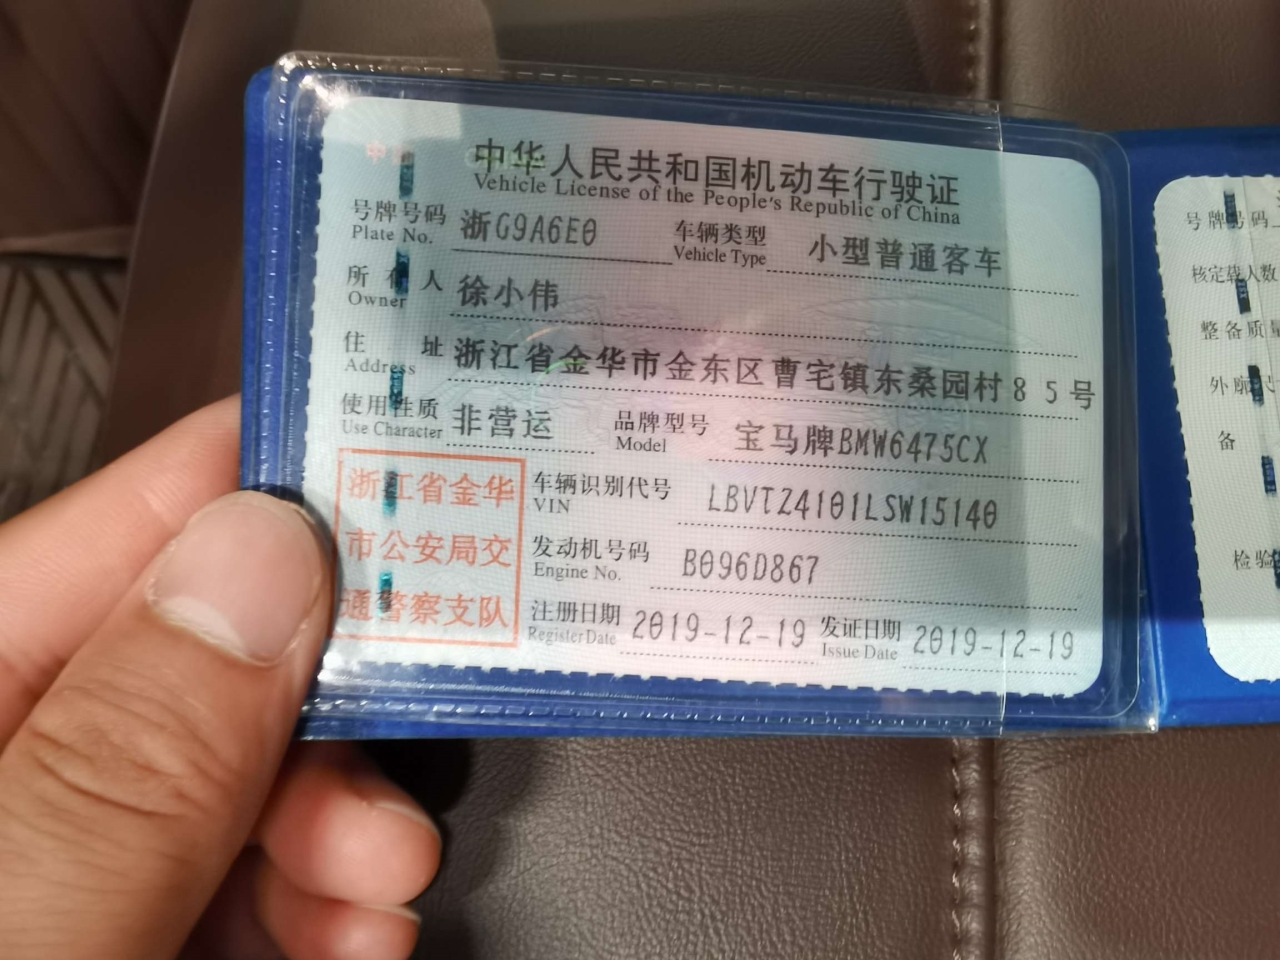 中华人民共和国机动车行驶证
Vehicle License of the People's Republic of China
号牌号码 浙G9A6E0 车辆类型 小型普通客车
Plate No. Vehicle Type
所有人 徐小伟
Owner
住址 浙江省金华市金东区曹宅镇东桑园村85号
Address
使用性质 非营运 品牌型号 宝马牌BMW6475CX
Use Character Model
浙江省金华
市公安局交
通警察支队
车辆识别代号 LBVTZ4101LSW15140
VIN
发动机号码 B096D867
Engine No.
注册日期 2019-12-19 发证日期 2019-12-19
Register Date Issue Date
号牌号码
核定载人数
整备质量
外廓尺
备
检验